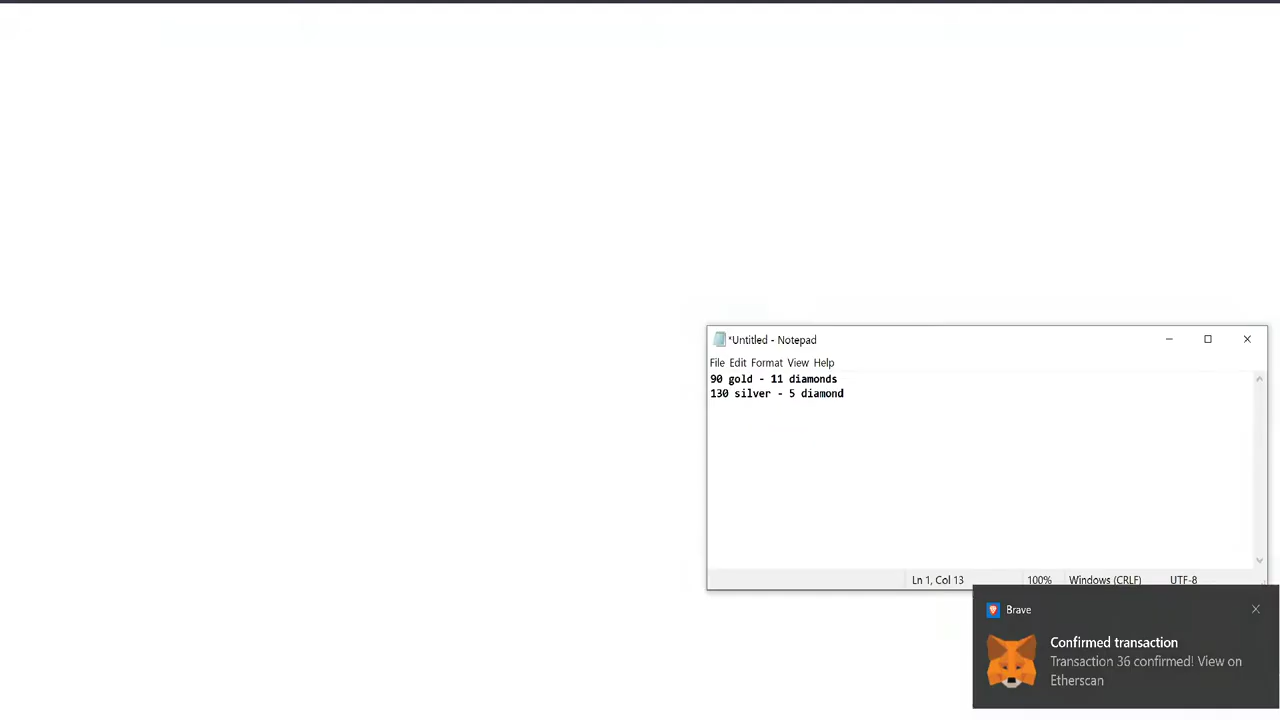 *Untitled - Notepad
File Edit Format View Help
90 gold - 11 diamonds
130 silver - 5 diamond
Ln 1, Col 13 100% Windows (CRLF) UTF-8
Brave
Confirmed transaction
Transaction 36 confirmed! View on
Etherscan